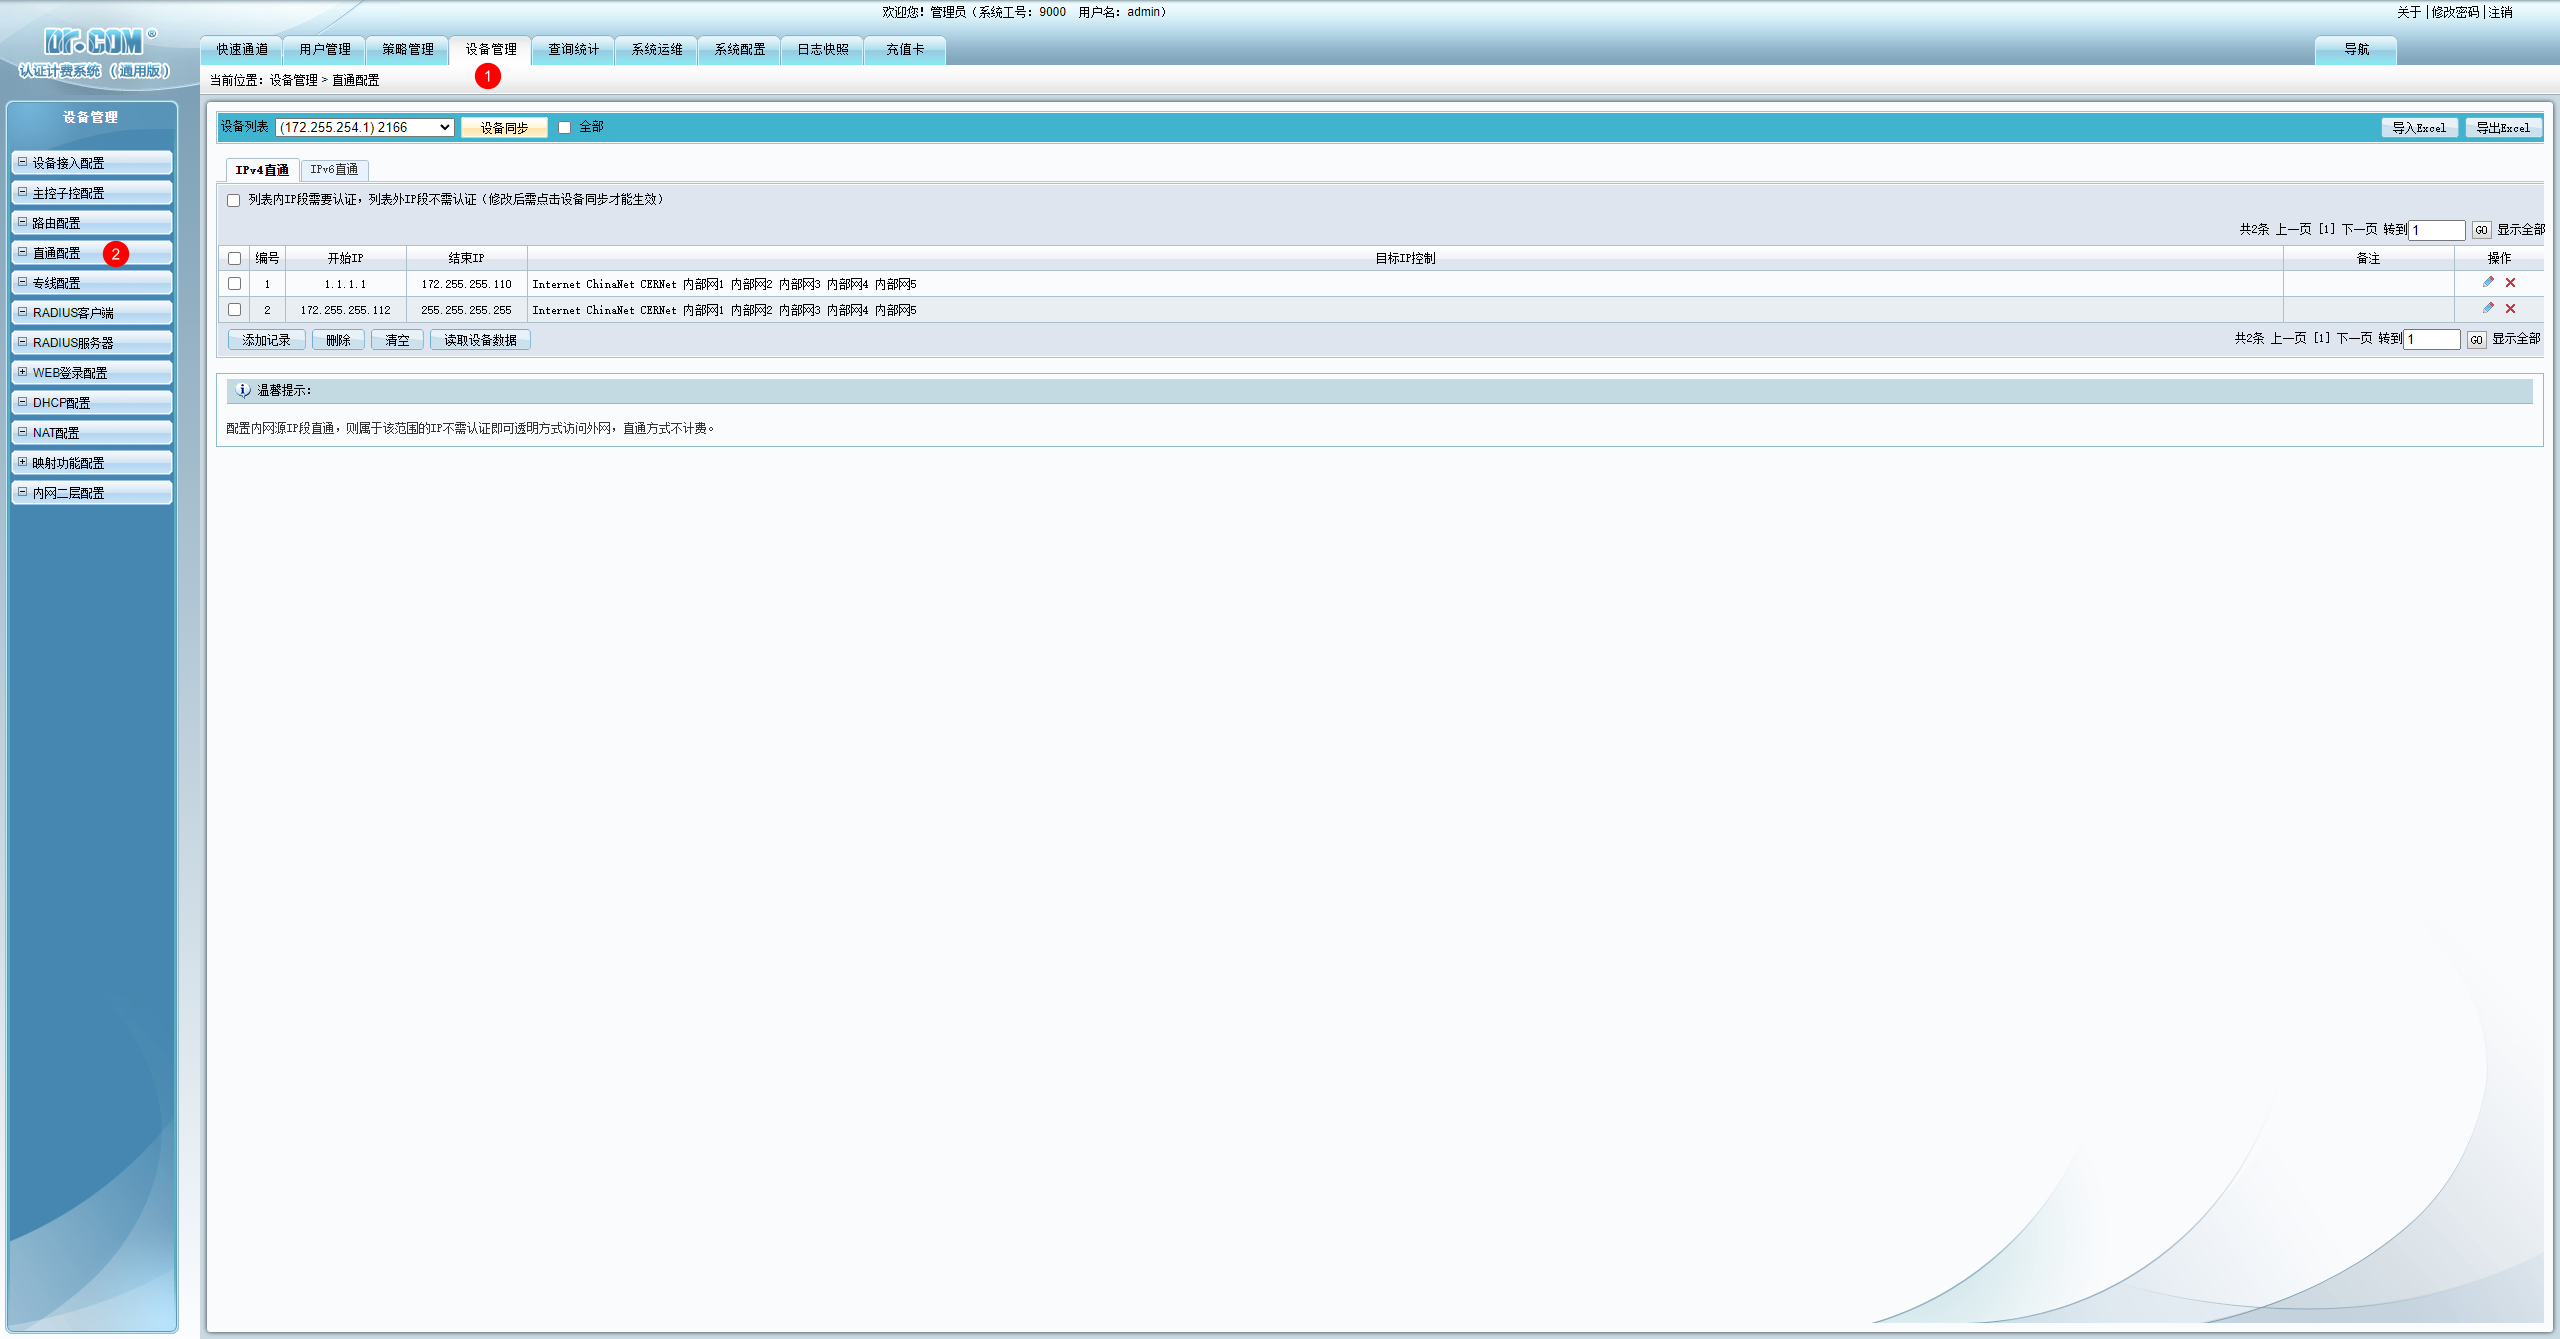 欢迎您！管理员（系统工号：9000 用户名：admin）
关于 | 修改密码 | 注销
Dr.COM®
认证计费系统（通用版）
快速通道 用户管理 策略管理 设备管理 查询统计 系统运维 系统配置 日志快照 充值卡 导航
1
当前位置：设备管理 > 直通配置
设备管理
设备接入配置
主控子控配置
路由配置
直通配置 2
专线配置
RADIUS客户端
RADIUS服务器
WEB登录配置
DHCP配置
NAT配置
映射功能配置
内网二层配置
设备列表 (172.255.254.1) 2166 设备同步 全部 导入Excel 导出Excel
IPv4直通 IPv6直通
列表内IP段需要认证，列表外IP段不需认证（修改后需点击设备同步才能生效）
共2条 上一页 [1] 下一页 转到 1 GO 显示全部
编号 开始IP 结束IP 目标IP控制 备注 操作
1 1.1.1.1 172.255.255.110 Internet ChinaNet CERNet 内部网1 内部网2 内部网3 内部网4 内部网5
2 172.255.255.112 255.255.255.255 Internet ChinaNet CERNet 内部网1 内部网2 内部网3 内部网4 内部网5
添加记录 删除 清空 读取设备数据 共2条 上一页 [1] 下一页 转到 1 GO 显示全部
温馨提示：
配置内网源IP段直通，则属于该范围的IP不需认证即可透明方式访问外网，直通方式不计费。